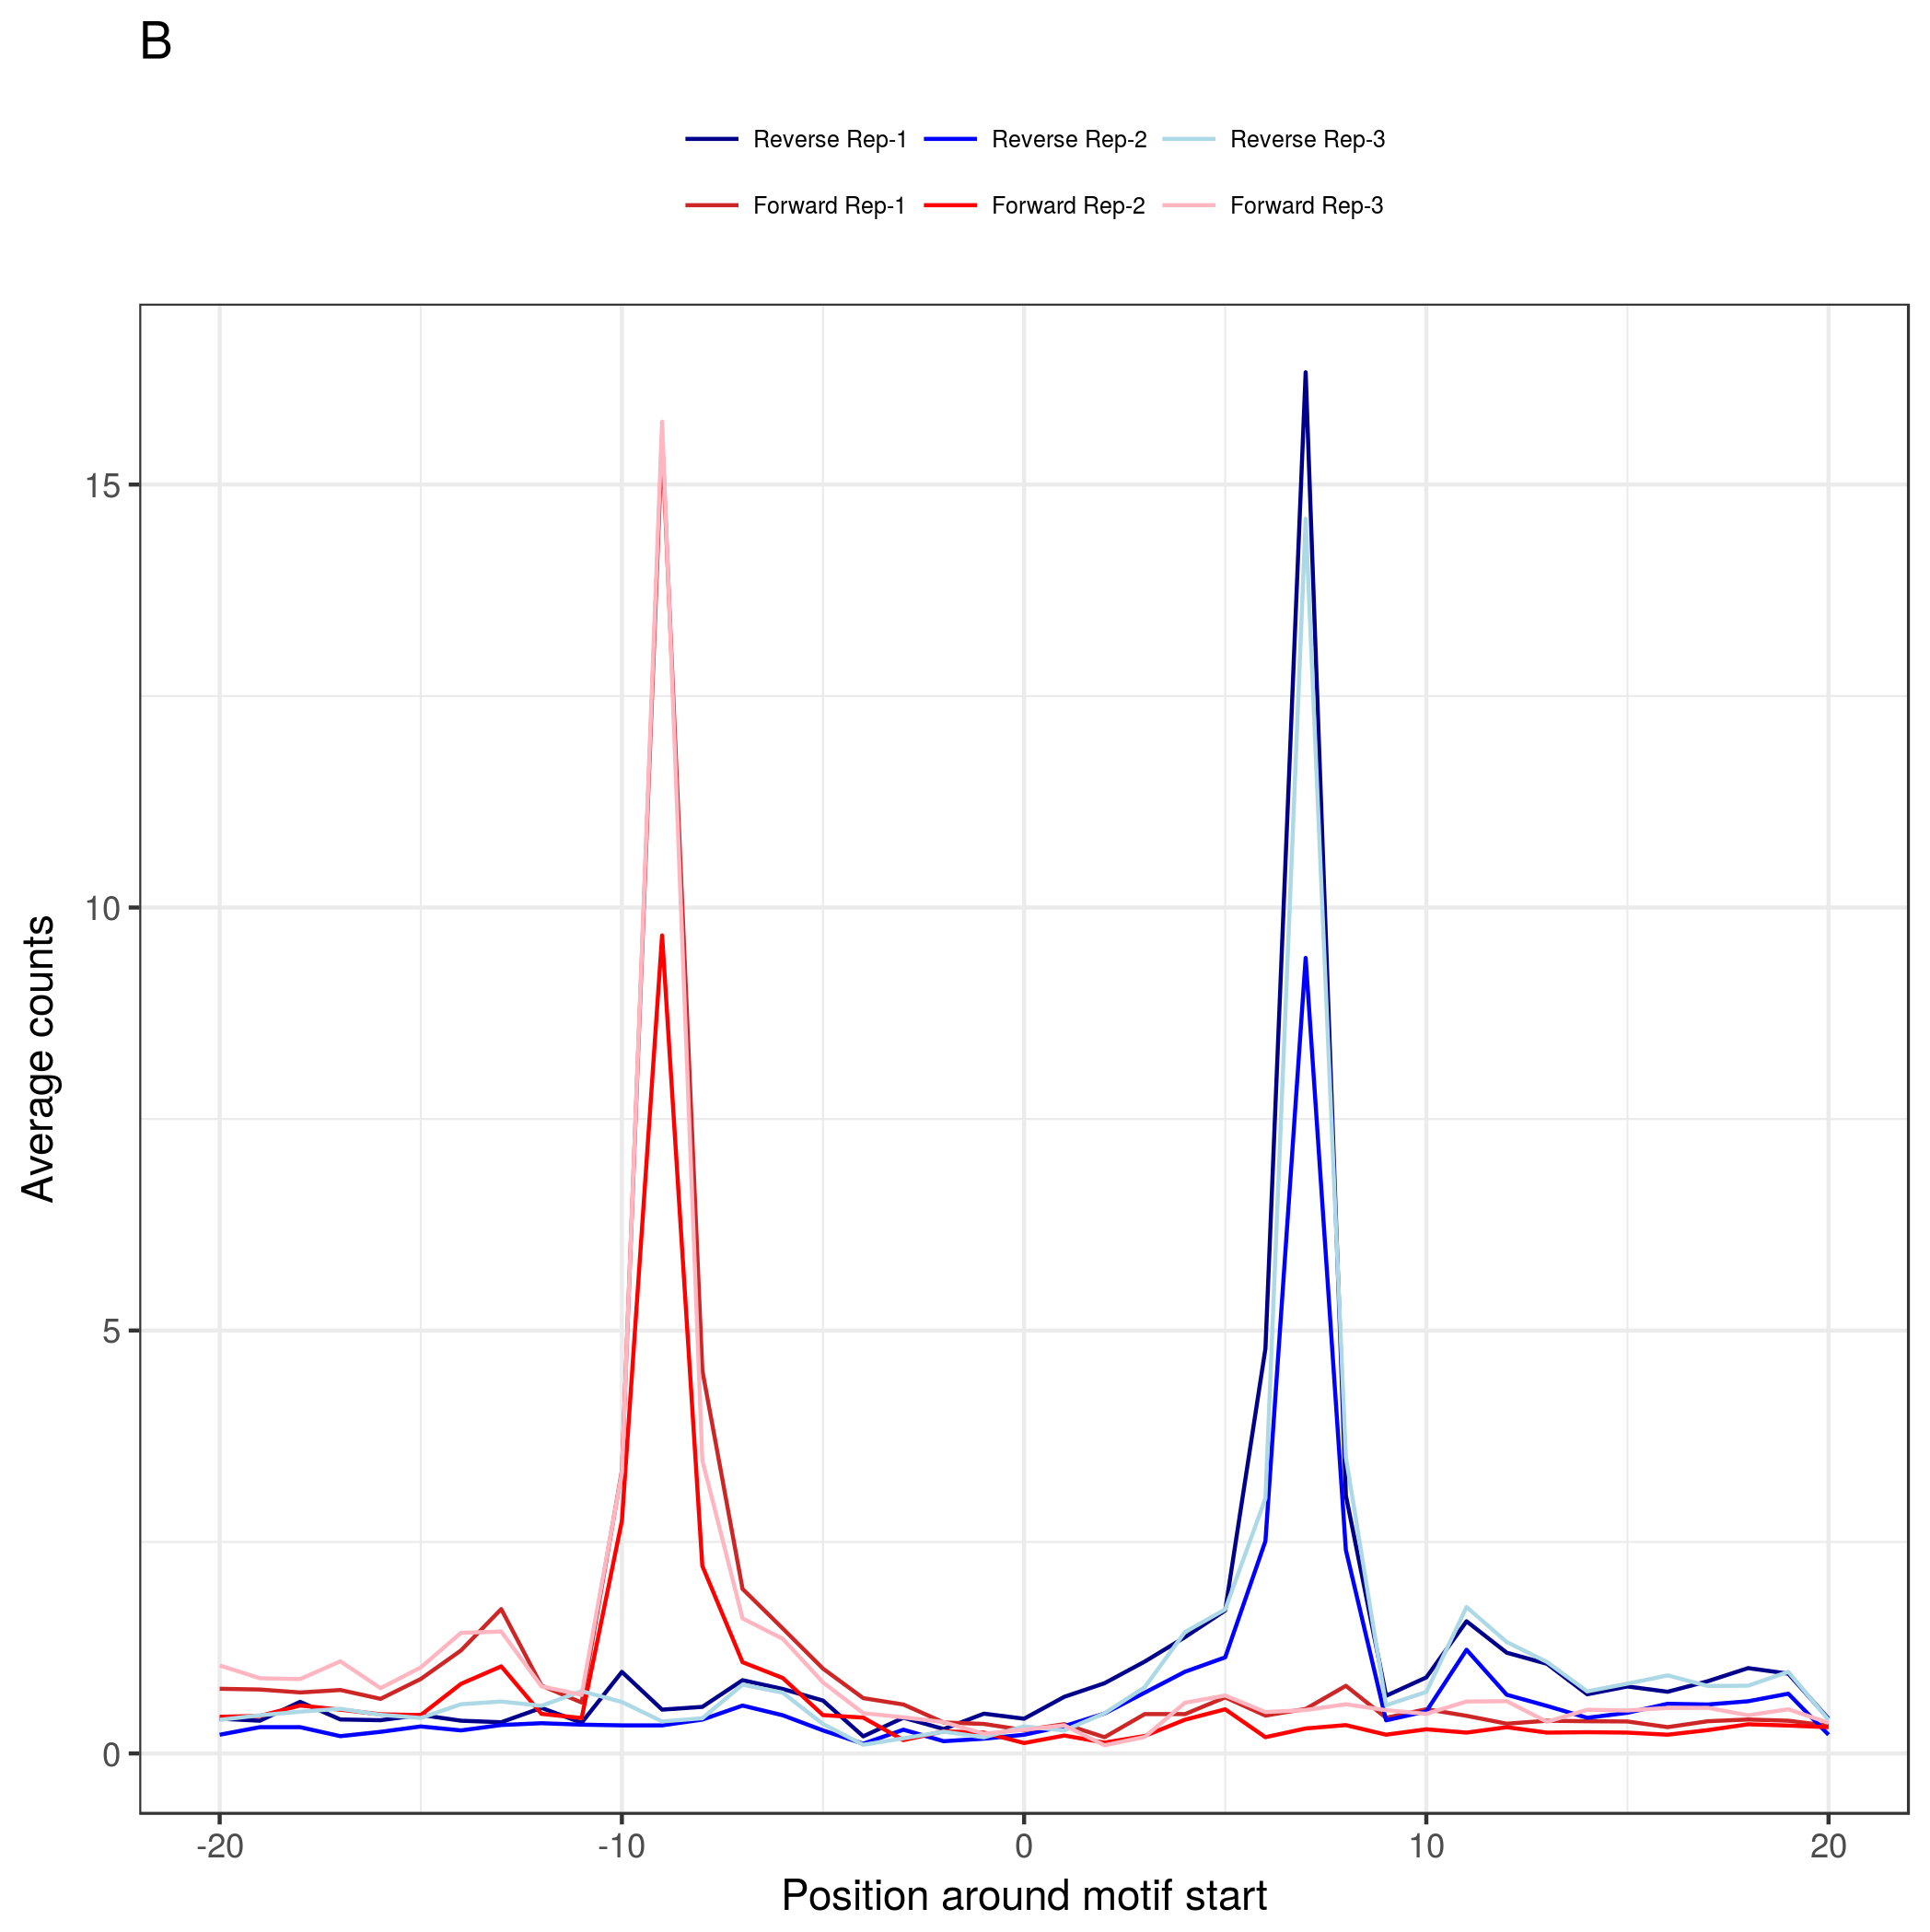 B
Reverse Rep-1 Reverse Rep-2 Reverse Rep-3
Forward Rep-1 Forward Rep-2 Forward Rep-3
Average counts
15
10
5
0
-20 -10 0 10 20
Position around motif start